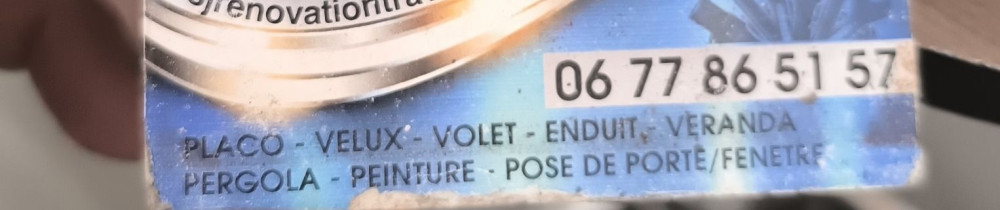 06 77 86 51 57
PLACO - VELUX - VOLET - ENDUIT - VERANDA
PERGOLA - PEINTURE - POSE DE PORTE/FENETRE